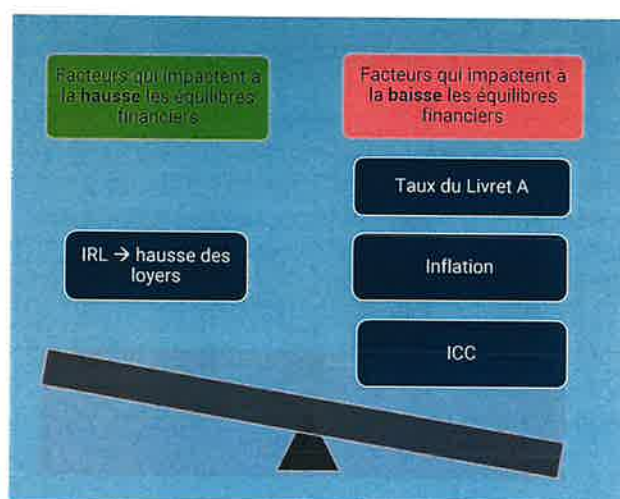 Facteurs qui impactent à
la hausse les équilibres
financiers
Facteurs qui impactent à
la baisse les équilibres
financiers
Taux du Livret A
IRL → hausse des
loyers
Inflation
ICC